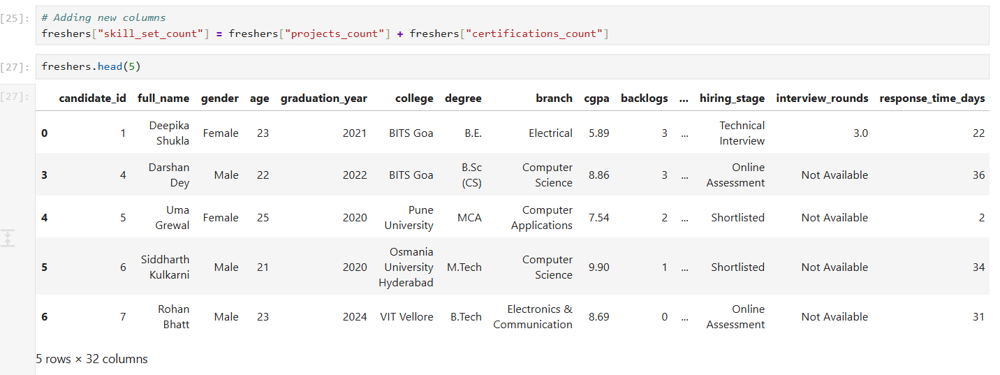 [25]: # Adding new columns
freshers["skill_set_count"] = freshers["projects_count"] + freshers["certifications_count"]
[27]: freshers.head(5)
[27]: candidate_id full_name gender age graduation_year college degree branch cgpa backlogs ... hiring_stage interview_rounds response_time_days
0 1 Deepika Shukla Female 23 2021 BITS Goa B.E. Electrical 5.89 3 ... Technical Interview 3.0 22
3 4 Darshan Dey Male 22 2022 BITS Goa B.Sc (CS) Computer Science 8.86 3 ... Online Assessment Not Available 36
4 5 Uma Grewal Female 25 2020 Pune University MCA Computer Applications 7.54 2 ... Shortlisted Not Available 2
5 6 Siddharth Kulkarni Male 21 2020 Osmania University Hyderabad M.Tech Computer Science 9.90 1 ... Shortlisted Not Available 34
6 7 Rohan Bhatt Male 23 2024 VIT Vellore B.Tech Electronics & Communication 8.69 0 ... Online Assessment Not Available 31
5 rows × 32 columns